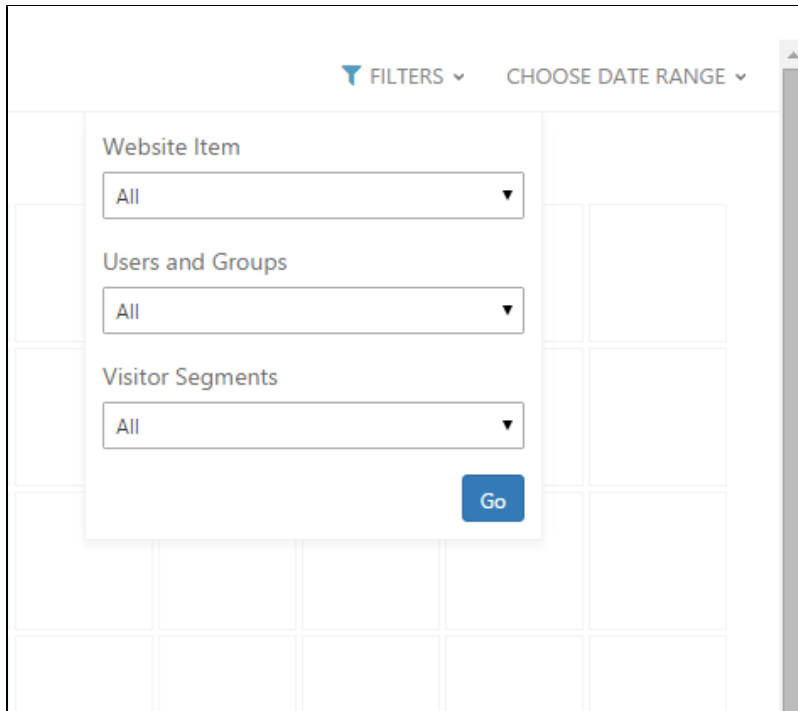 FILTERS CHOOSE DATE RANGE
Website Item
All
Users and Groups
All
Visitor Segments
All
Go